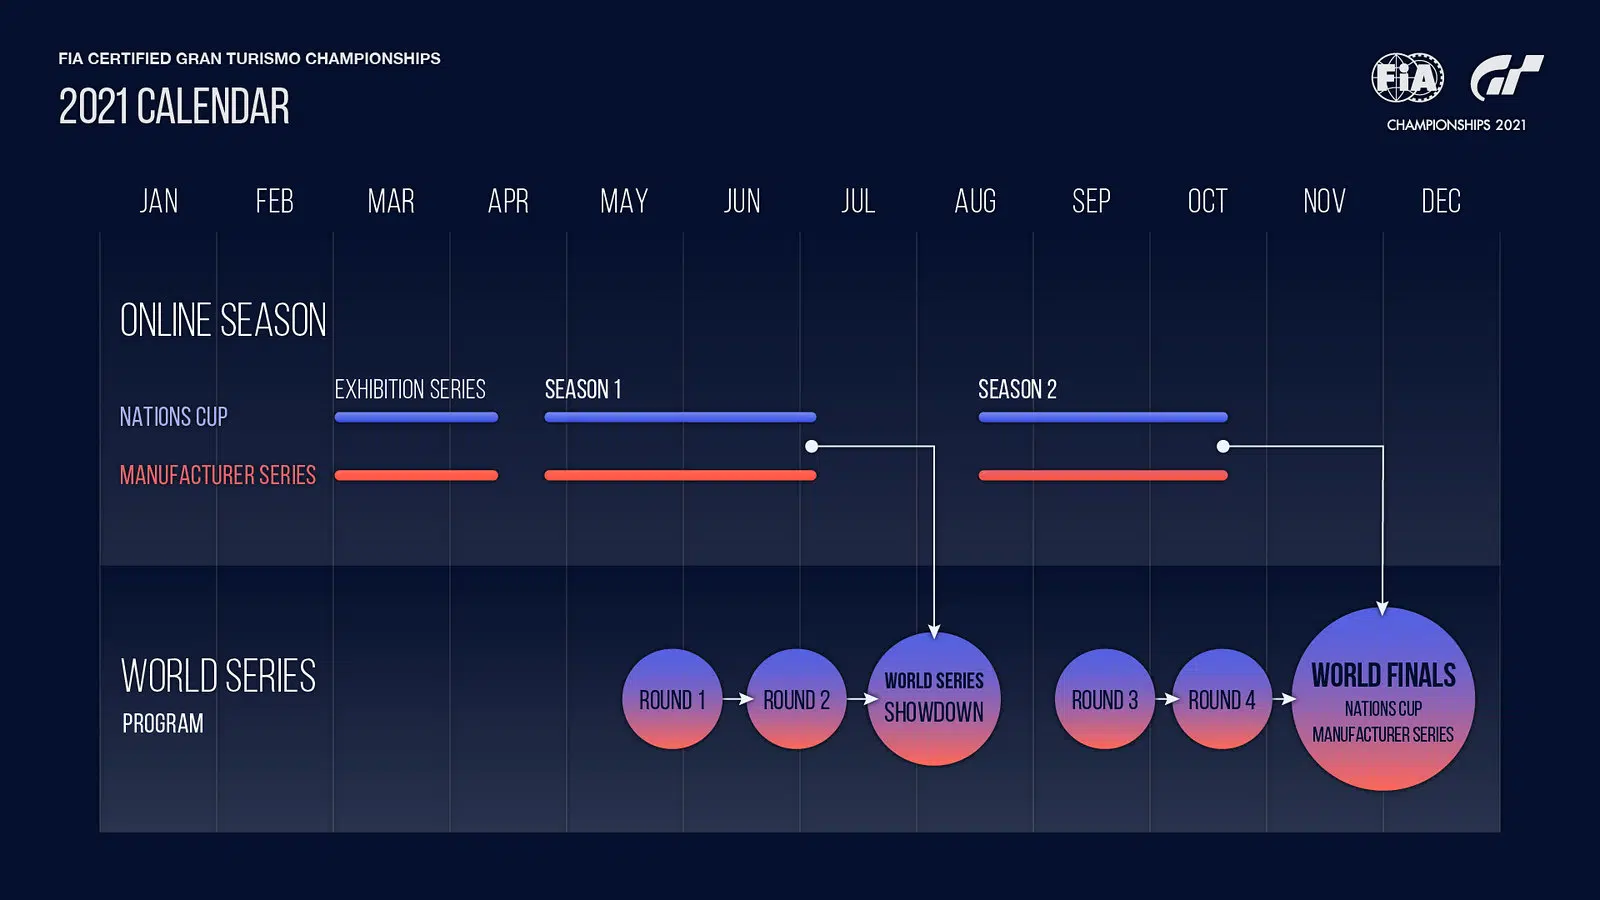 FIA CERTIFIED GRAN TURISMO CHAMPIONSHIPS
2021 CALENDAR
FiA GT
CHAMPIONSHIPS 2021
JAN FEB MAR APR MAY JUN JUL AUG SEP OCT NOV DEC
ONLINE SEASON
EXHIBITION SERIES SEASON 1 SEASON 2
NATIONS CUP
MANUFACTURER SERIES
WORLD SERIES
PROGRAM
ROUND 1
ROUND 2
WORLD SERIES
SHOWDOWN
ROUND 3
ROUND 4
WORLD FINALS
NATIONS CUP
MANUFACTURER SERIES